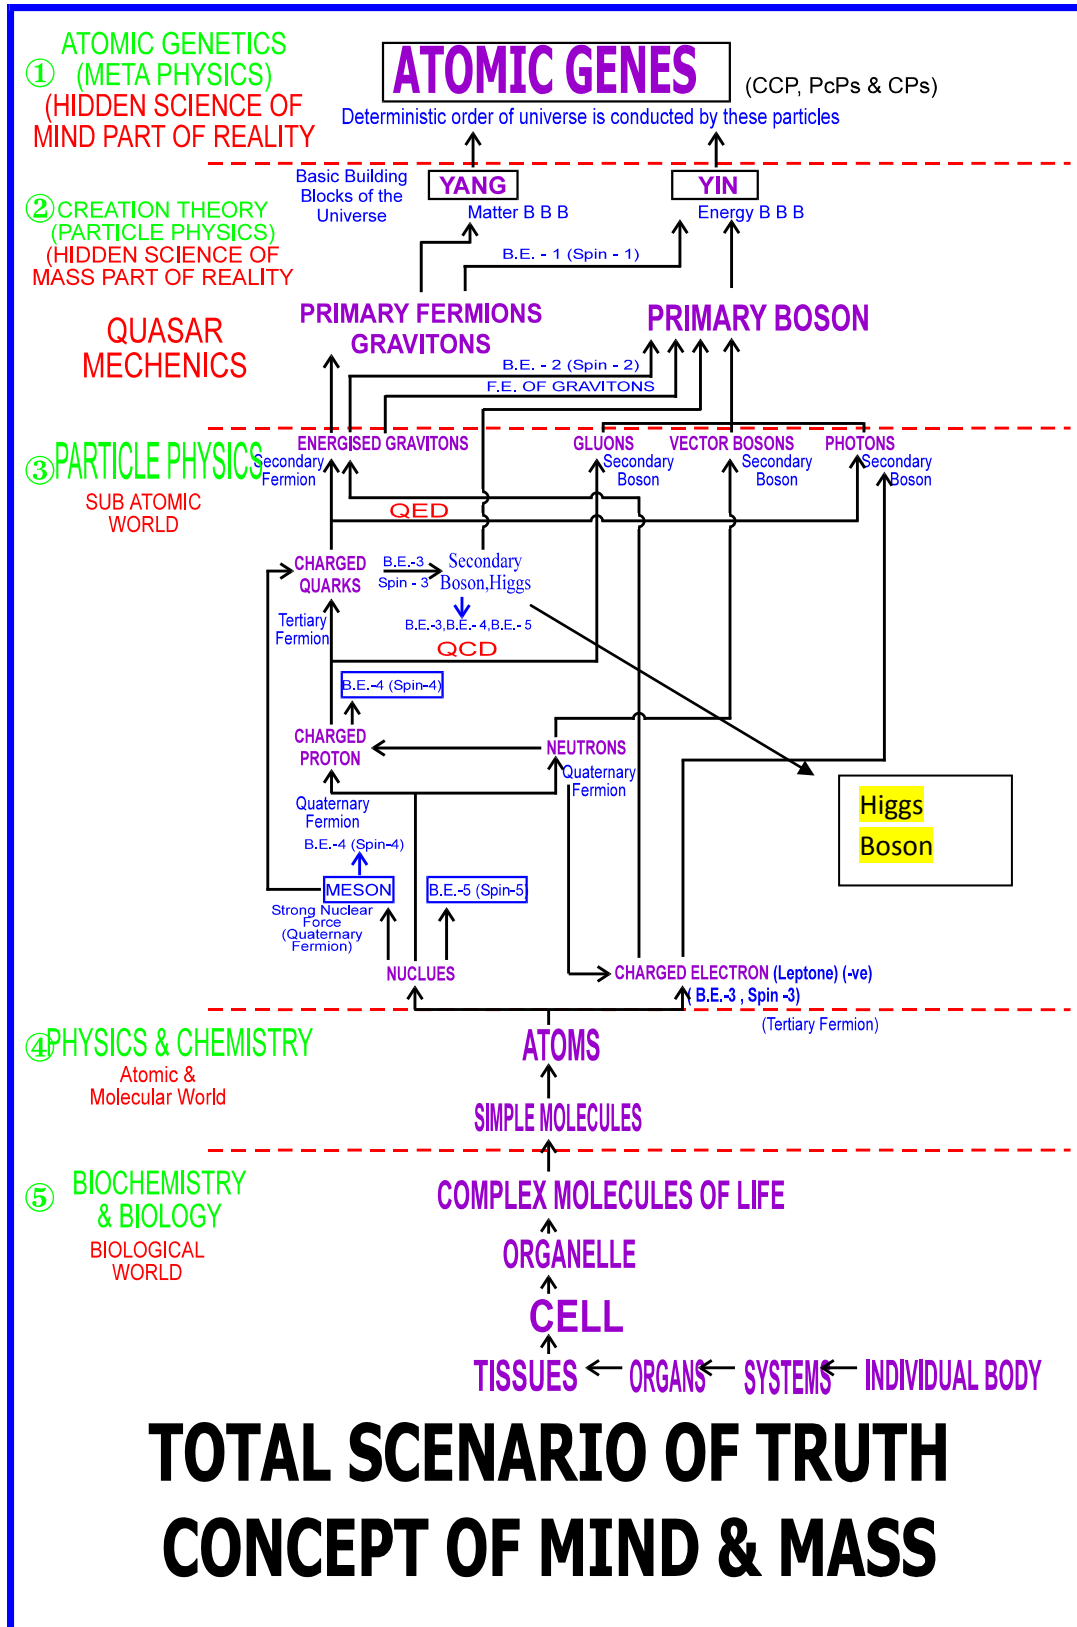 ATOMIC GENETICS
① (META PHYSICS)
(HIDDEN SCIENCE OF
MIND PART OF REALITY
ATOMIC GENES
(CCP, PcPs & CPs)
Deterministic order of universe is conducted by these particles
Basic Building
Blocks of the
Universe
YANG
YIN
Matter B B B
Energy B B B
② CREATION THEORY
(PARTICLE PHYSICS)
(HIDDEN SCIENCE OF
MASS PART OF REALITY
B.E. - 1 (Spin - 1)
PRIMARY FERMIONS
GRAVITONS
PRIMARY BOSON
QUASAR
MECHENICS
B.E. - 2 (Spin - 2)
F.E. OF GRAVITONS
③ PARTICLE PHYSICS
SUB ATOMIC
WORLD
ENERGISED GRAVITONS
Secondary
Fermion
GLUONS
Secondary
Boson
VECTOR BOSONS
Secondary
Boson
PHOTONS
Secondary
Boson
QED
CHARGED
QUARKS
B.E.-3
Spin - 3
Secondary
Boson,Higgs
B.E.-3,B.E.- 4,B.E.- 5
Tertiary
Fermion
QCD
B.E.-4 (Spin-4)
CHARGED
PROTON
NEUTRONS
Quaternary
Fermion
Quaternary
Fermion
Higgs
Boson
B.E.-4 (Spin-4)
MESON
B.E.-5 (Spin-5)
Strong Nuclear
Force
(Quaternary
Fermion)
NUCLUES
CHARGED ELECTRON (Leptone) (-ve)
( B.E.-3 , Spin -3)
(Tertiary Fermion)
④ PHYSICS & CHEMISTRY
Atomic &
Molecular World
ATOMS
SIMPLE MOLECULES
⑤ BIOCHEMISTRY
& BIOLOGY
BIOLOGICAL
WORLD
COMPLEX MOLECULES OF LIFE
ORGANELLE
CELL
TISSUES ORGANS SYSTEMS INDIVIDUAL BODY
TOTAL SCENARIO OF TRUTH
CONCEPT OF MIND & MASS